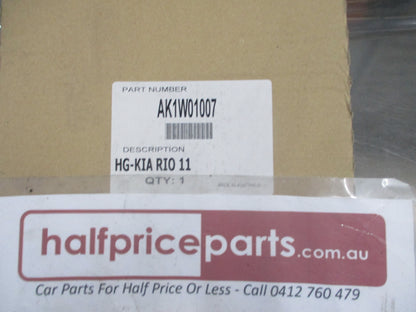 PART NUMBER
AK1W01007
DESCRIPTION
HG-KIA RIO 11
QTY: 1
halfpriceparts.com.au
Car Parts For Half Price Or Less - Call 0412 760 479